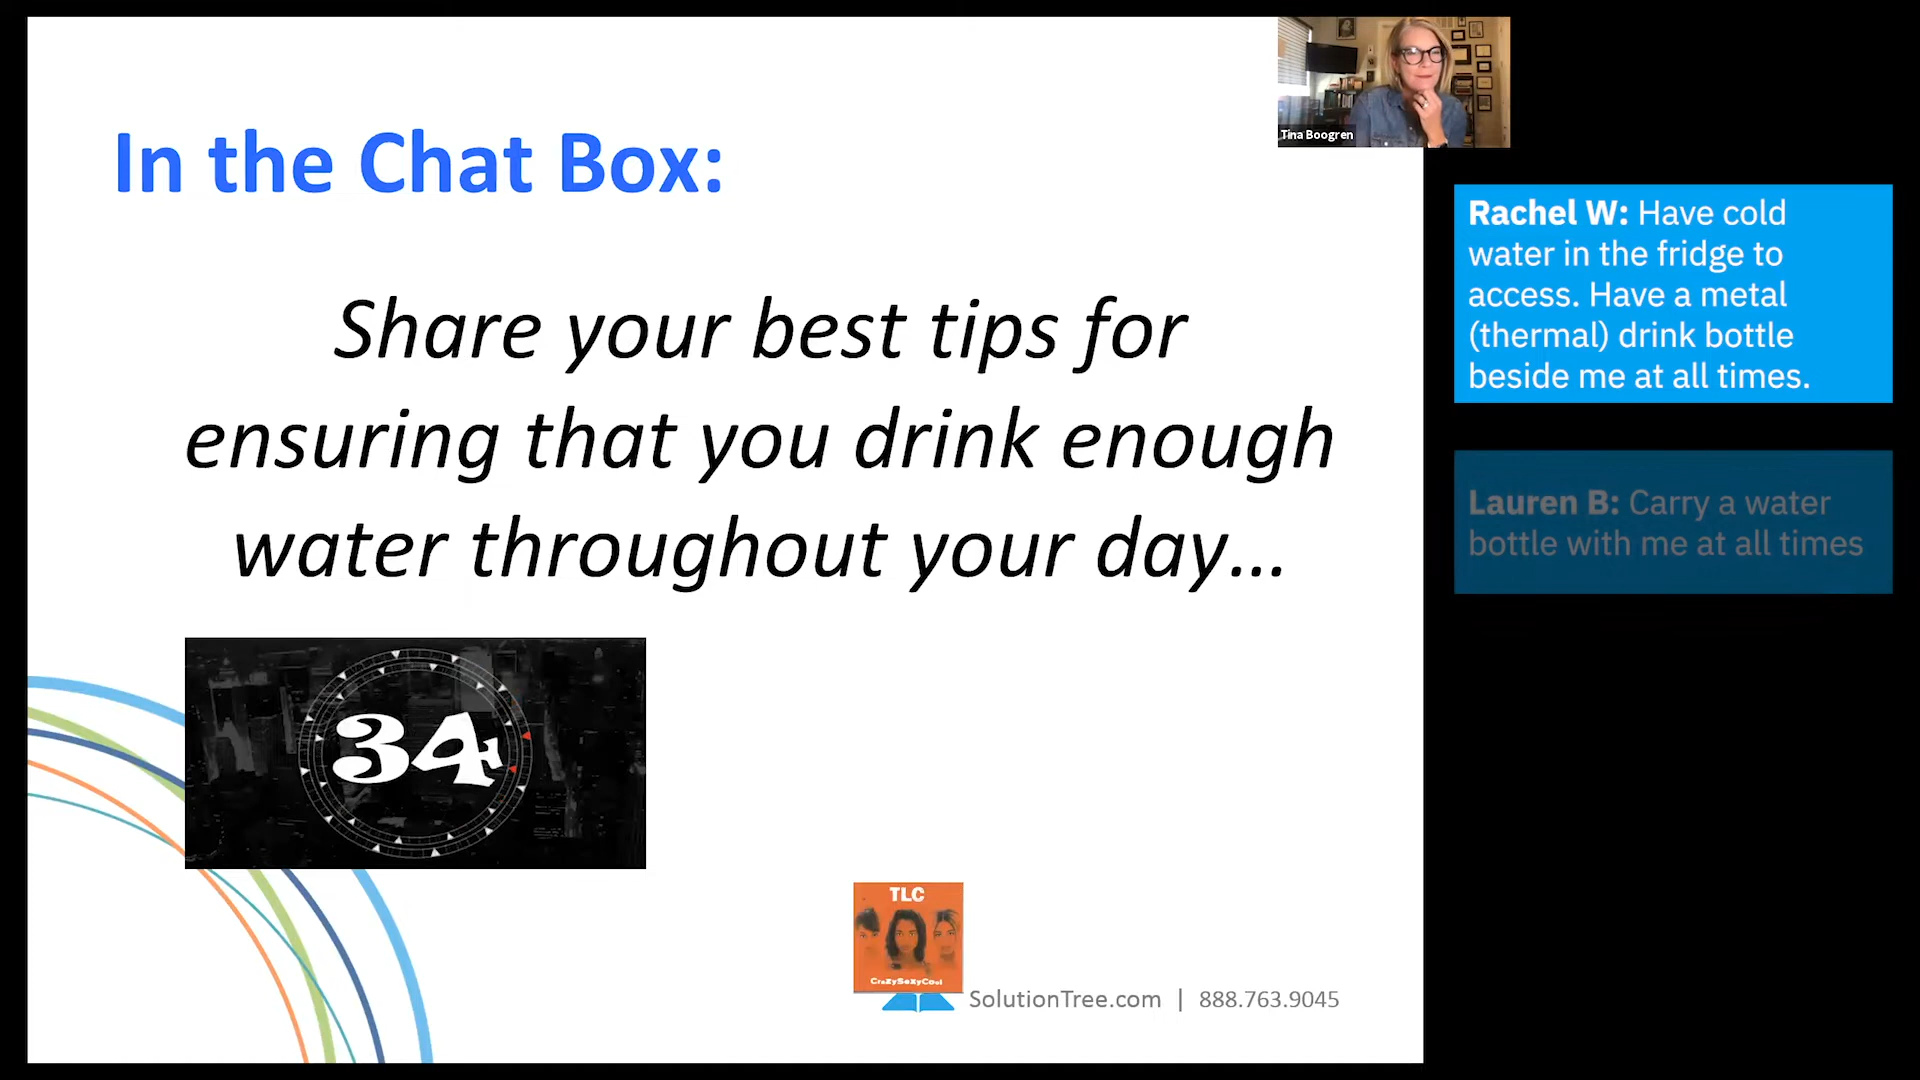 In the Chat Box:
Share your best tips for
ensuring that you drink enough
water throughout your day...
34
TLC
CrazySexyCool
SolutionTree.com | 888.763.9045
Tina Boogren
Rachel W: Have cold
water in the fridge to
access. Have a metal
(thermal) drink bottle
beside me at all times.
Lauren B: Carry a water
bottle with me at all times